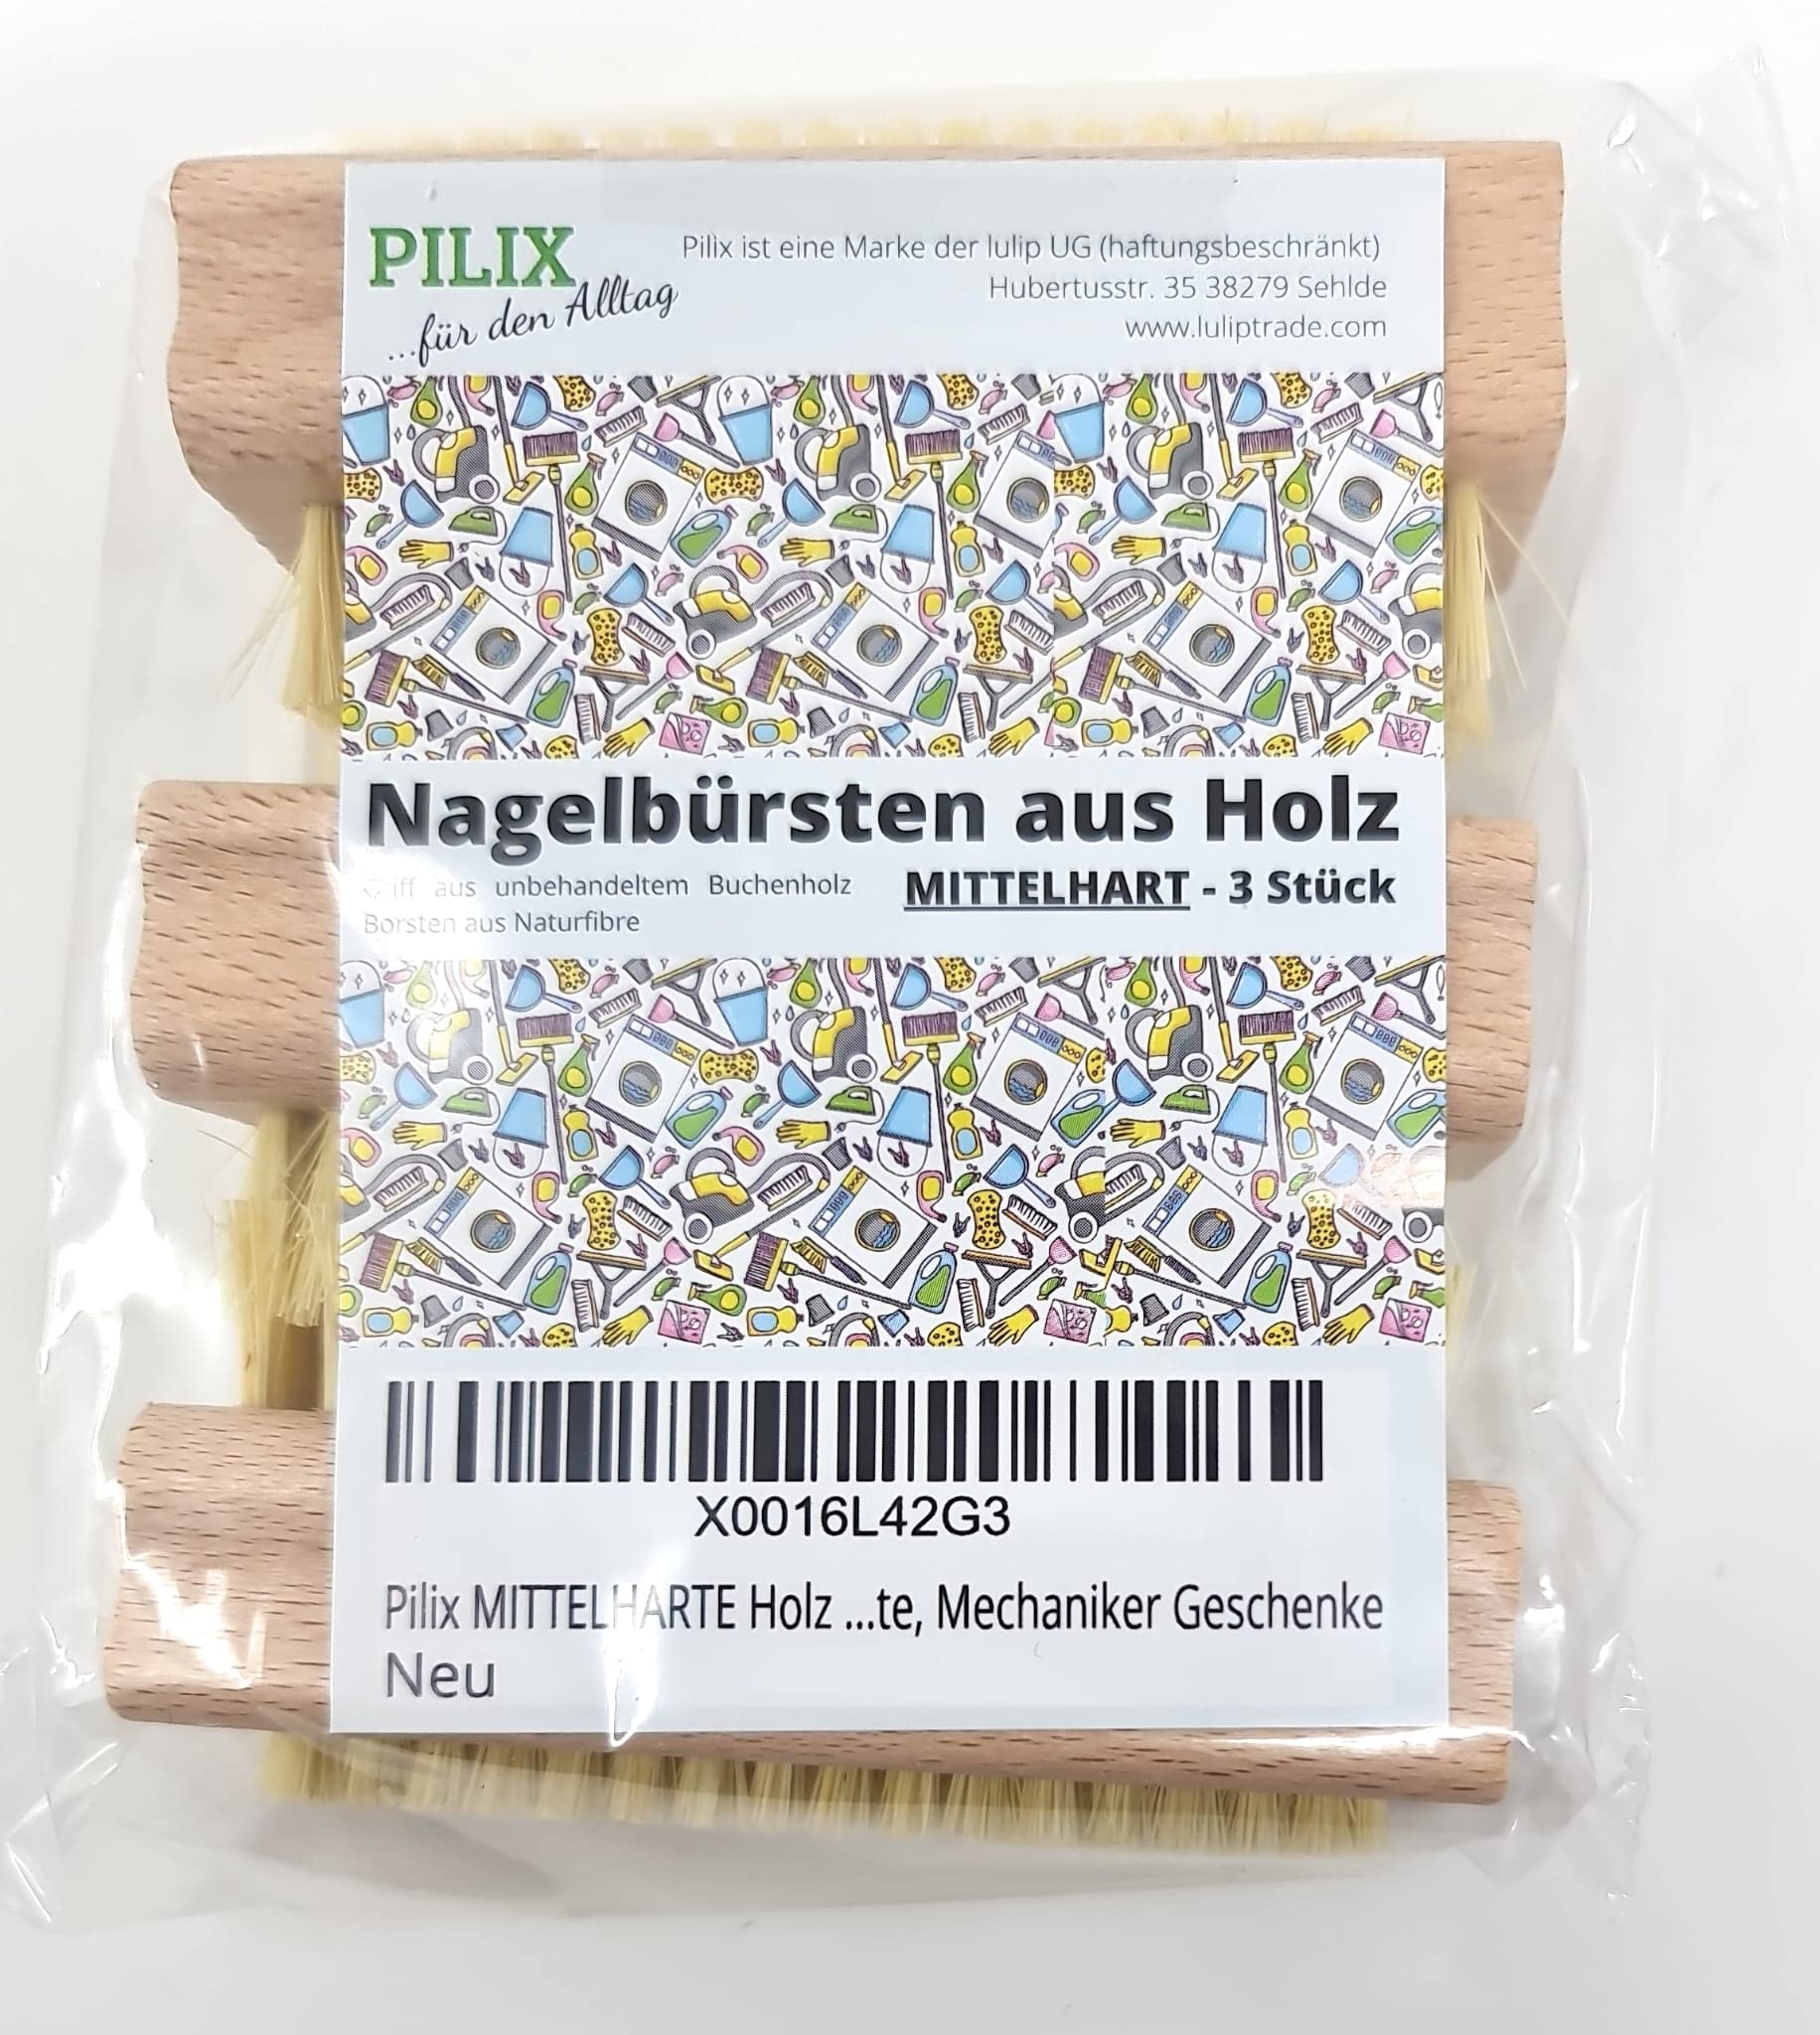 PILIX
...für den Alltag
Pilix ist eine Marke der lulip UG (haftungsbeschränkt)
Hubertusstr. 35 38279 Sehlde
www.luliptrade.com
Nagelbürsten aus Holz
Griff aus unbehandeltem Buchenholz
Borsten aus Naturfibre
MITTELHART - 3 Stück
X0016L42G3
Pilix MITTELHARTE Holz ...te, Mechaniker Geschenke
Neu